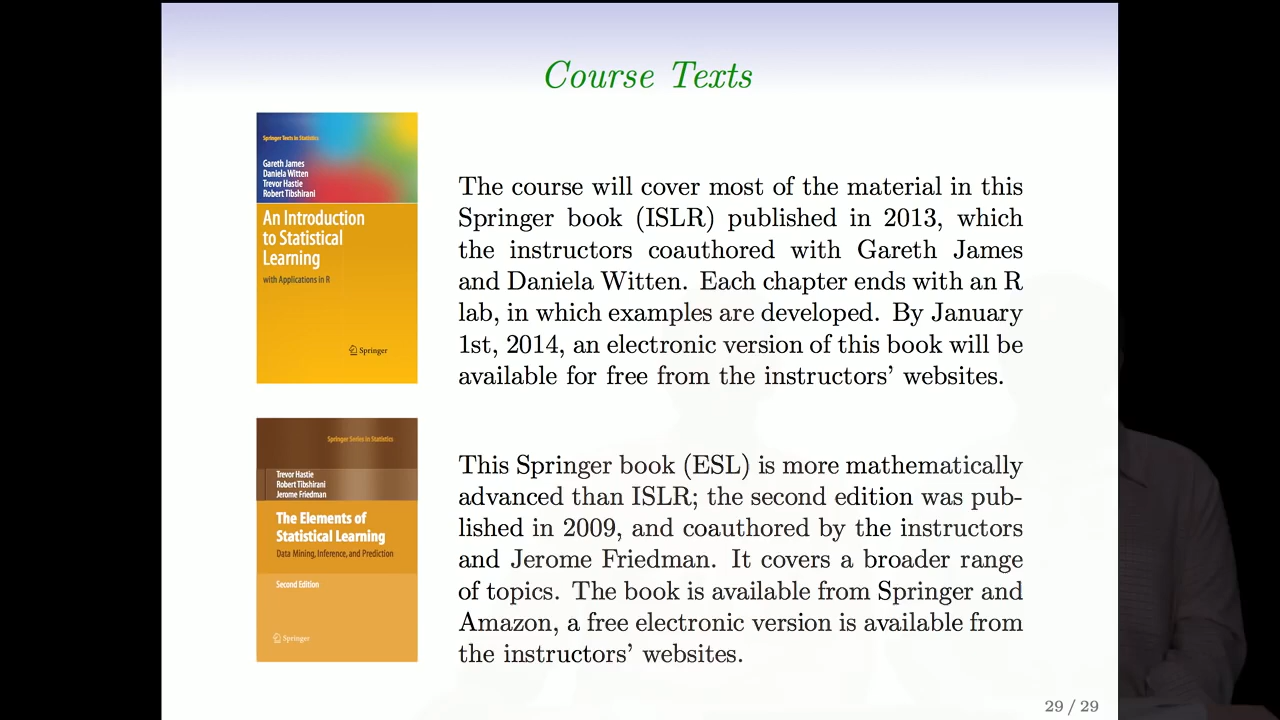 Course Texts
Springer Texts in Statistics
Gareth James
Daniela Witten
Trevor Hastie
Robert Tibshirani
An Introduction
to Statistical
Learning
with Applications in R
Springer
The course will cover most of the material in this
Springer book (ISLR) published in 2013, which
the instructors coauthored with Gareth James
and Daniela Witten. Each chapter ends with an R
lab, in which examples are developed. By January
1st, 2014, an electronic version of this book will be
available for free from the instructors' websites.
Springer Series in Statistics
Trevor Hastie
Robert Tibshirani
Jerome Friedman
The Elements of
Statistical Learning
Data Mining, Inference, and Prediction
Second Edition
Springer
This Springer book (ESL) is more mathematically
advanced than ISLR; the second edition was pub-
lished in 2009, and coauthored by the instructors
and Jerome Friedman. It covers a broader range
of topics. The book is available from Springer and
Amazon, a free electronic version is available from
the instructors' websites.
29 / 29